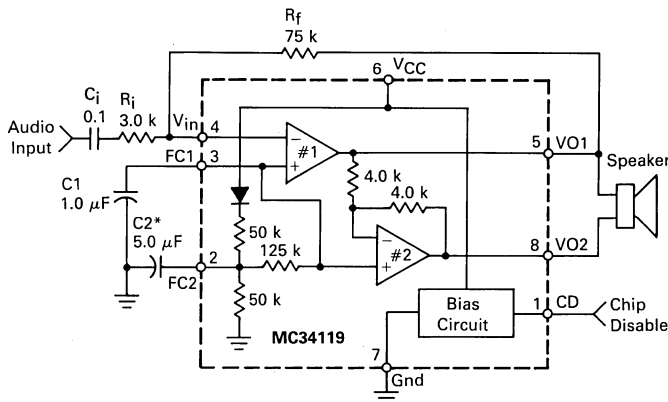 Rf
75 k
6 VCC
Ci
0.1
Ri
3.0 k
Audio
Input
Vin
4
FC1
3
−
+
#1
5
VO1
Speaker
C1
1.0 μF
C2*
5.0 μF
4.0 k
4.0 k
50 k
125 k
−
+
#2
8
VO2
2
FC2
50 k
Bias
Circuit
1
CD
Chip
Disable
MC34119
7
Gnd